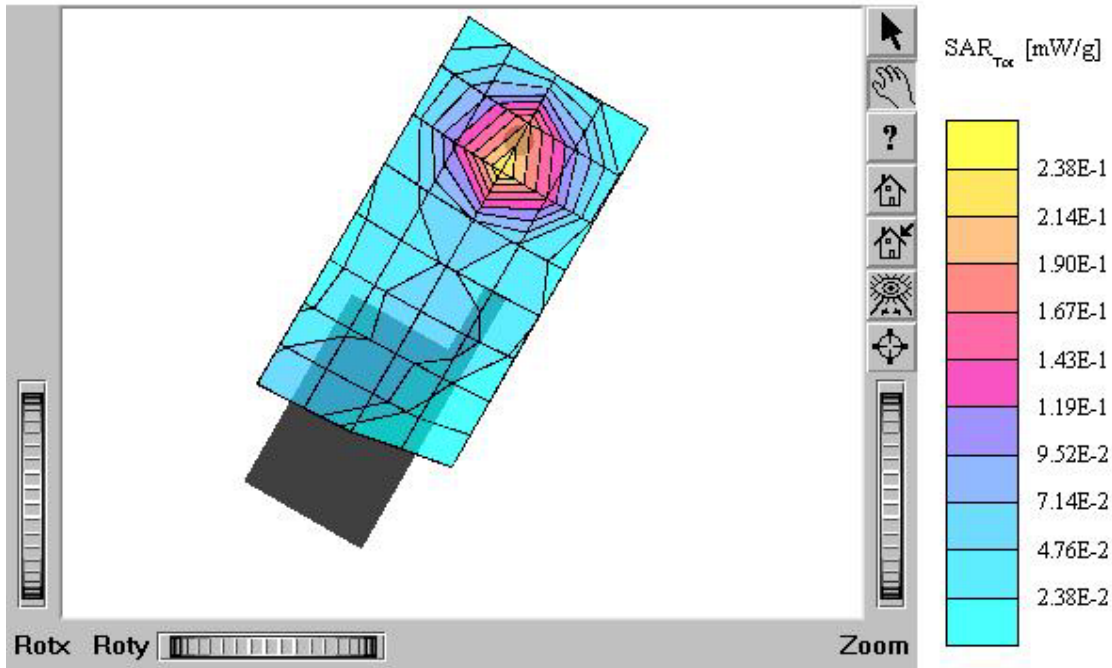 SAR_Tot [mW/g]
?
2.38E-1
2.14E-1
1.90E-1
1.67E-1
1.43E-1
1.19E-1
9.52E-2
7.14E-2
4.76E-2
2.38E-2
Rotx Roty Zoom